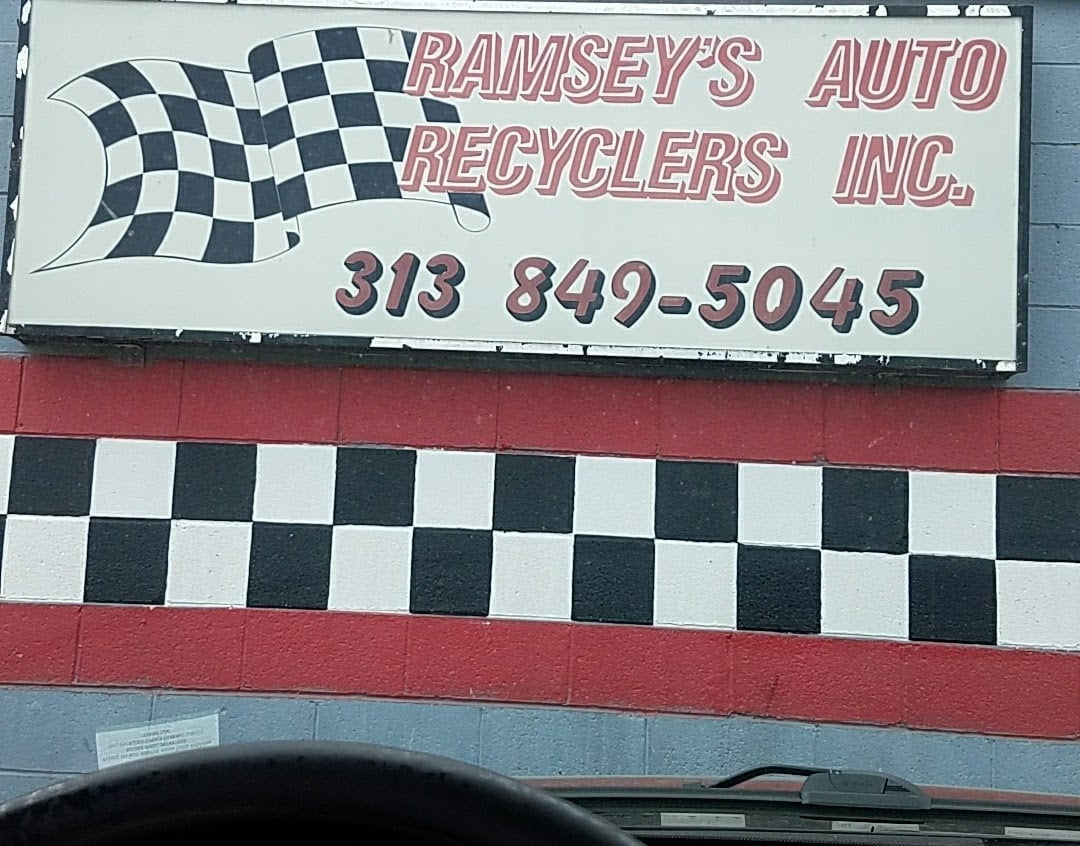 RAMSEY'S AUTO
RECYCLERS INC.
313 849-5045